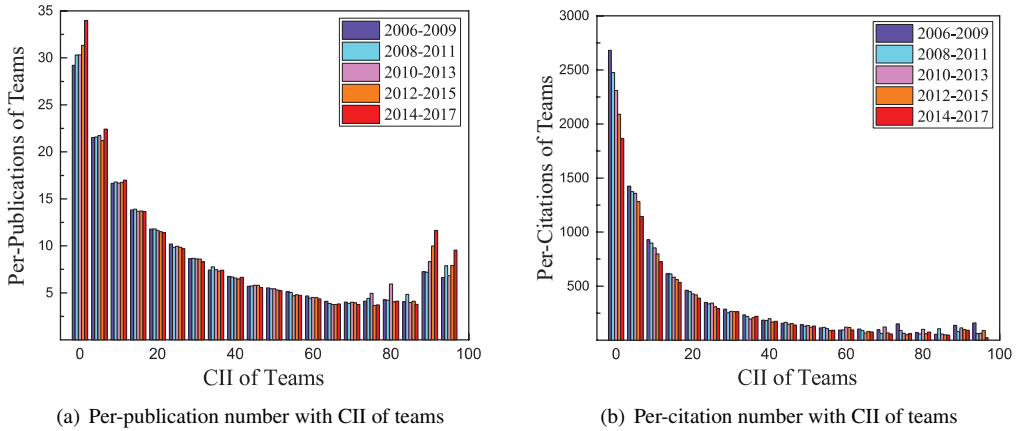 35
30
25
20
15
10
5
Per-Publications of Teams
2006-2009
2008-2011
2010-2013
2012-2015
2014-2017
0 20 40 60 80 100
CII of Teams
(a) Per-publication number with CII of teams
3000
2500
2000
1500
1000
500
Per-Citations of Teams
2006-2009
2008-2011
2010-2013
2012-2015
2014-2017
0 20 40 60 80 100
CII of Teams
(b) Per-citation number with CII of teams